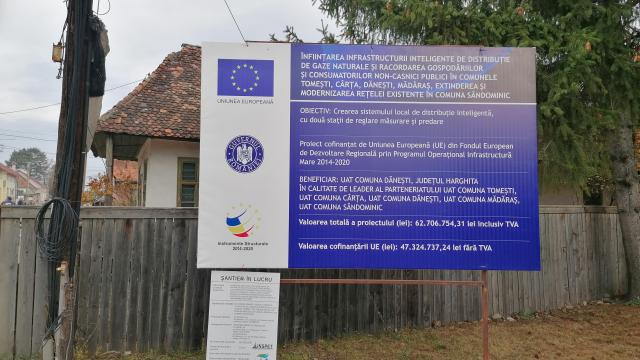 UNIUNEA EUROPEANĂ
GUVERNUL ROMÂNIEI
Instrumente Structurale
2014-2020
ÎNFIINȚAREA INFRASTRUCTURII INTELIGENTE DE DISTRIBUȚIE
DE GAZE NATURALE ȘI RACORDAREA GOSPODĂRIILOR
ȘI CONSUMATORILOR NON-CASNICI PUBLICI ÎN COMUNELE
TOMEȘTI, CÂRȚA, DĂNEȘTI, MĂDĂRAȘ, EXTINDEREA ȘI
MODERNIZAREA REȚELEI EXISTENTE ÎN COMUNA SÂNDOMINIC
OBIECTIV: Crearea sistemului local de distribuție inteligentă,
cu două stații de reglare măsurare și predare
Proiect cofinanțat de Uniunea Europeană (UE) din Fondul European
de Dezvoltare Regională prin Programul Operațional Infrastructură
Mare 2014-2020
BENEFICIAR: UAT COMUNA DĂNEȘTI, JUDEȚUL HARGHITA
ÎN CALITATE DE LEADER AL PARTENERIATULUI UAT COMUNA TOMEȘTI,
UAT COMUNA CÂRȚA, UAT COMUNA DĂNEȘTI, UAT COMUNA MĂDĂRAȘ,
UAT COMUNA SÂNDOMINIC
Valoarea totală a proiectului (lei): 62.706.754,31 lei inclusiv TVA
Valoarea cofinanțării UE (lei): 47.324.737,24 lei fără TVA
ȘANTIER ÎN LUCRU
INSPET